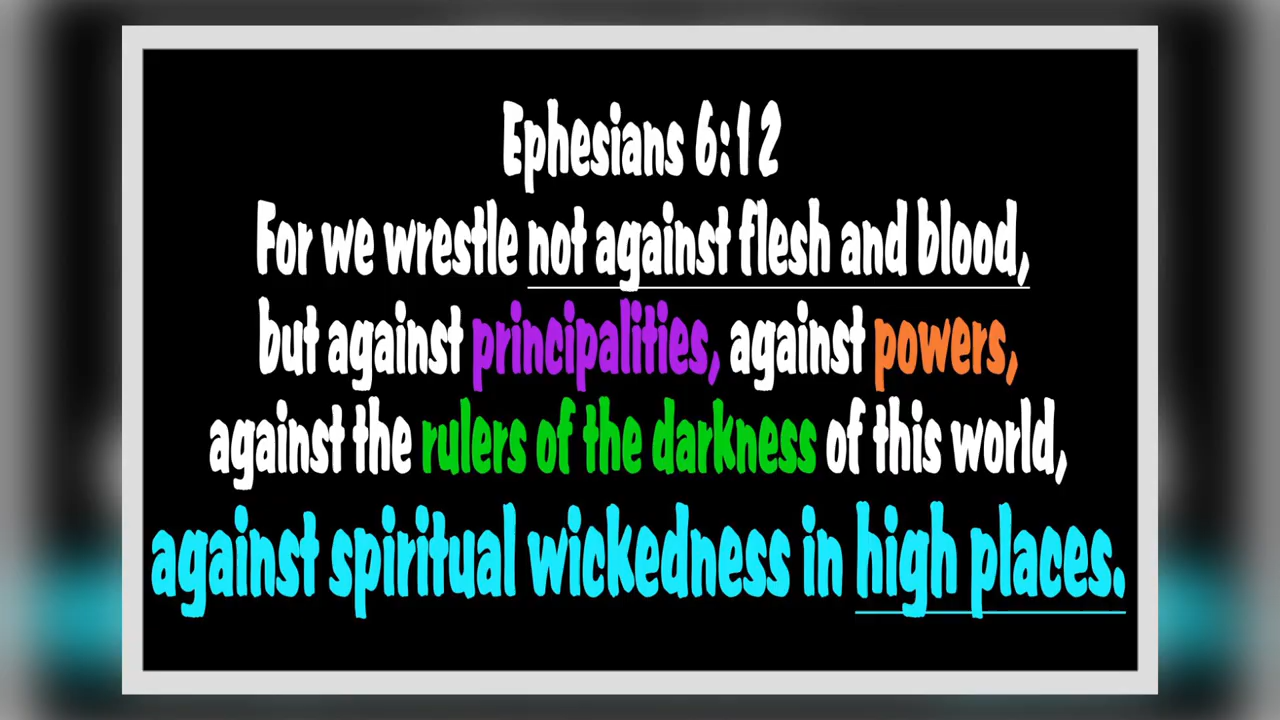 Ephesians 6:12
For we wrestle not against flesh and blood,
but against principalities, against powers,
against the rulers of the darkness of this world,
against spiritual wickedness in high places.